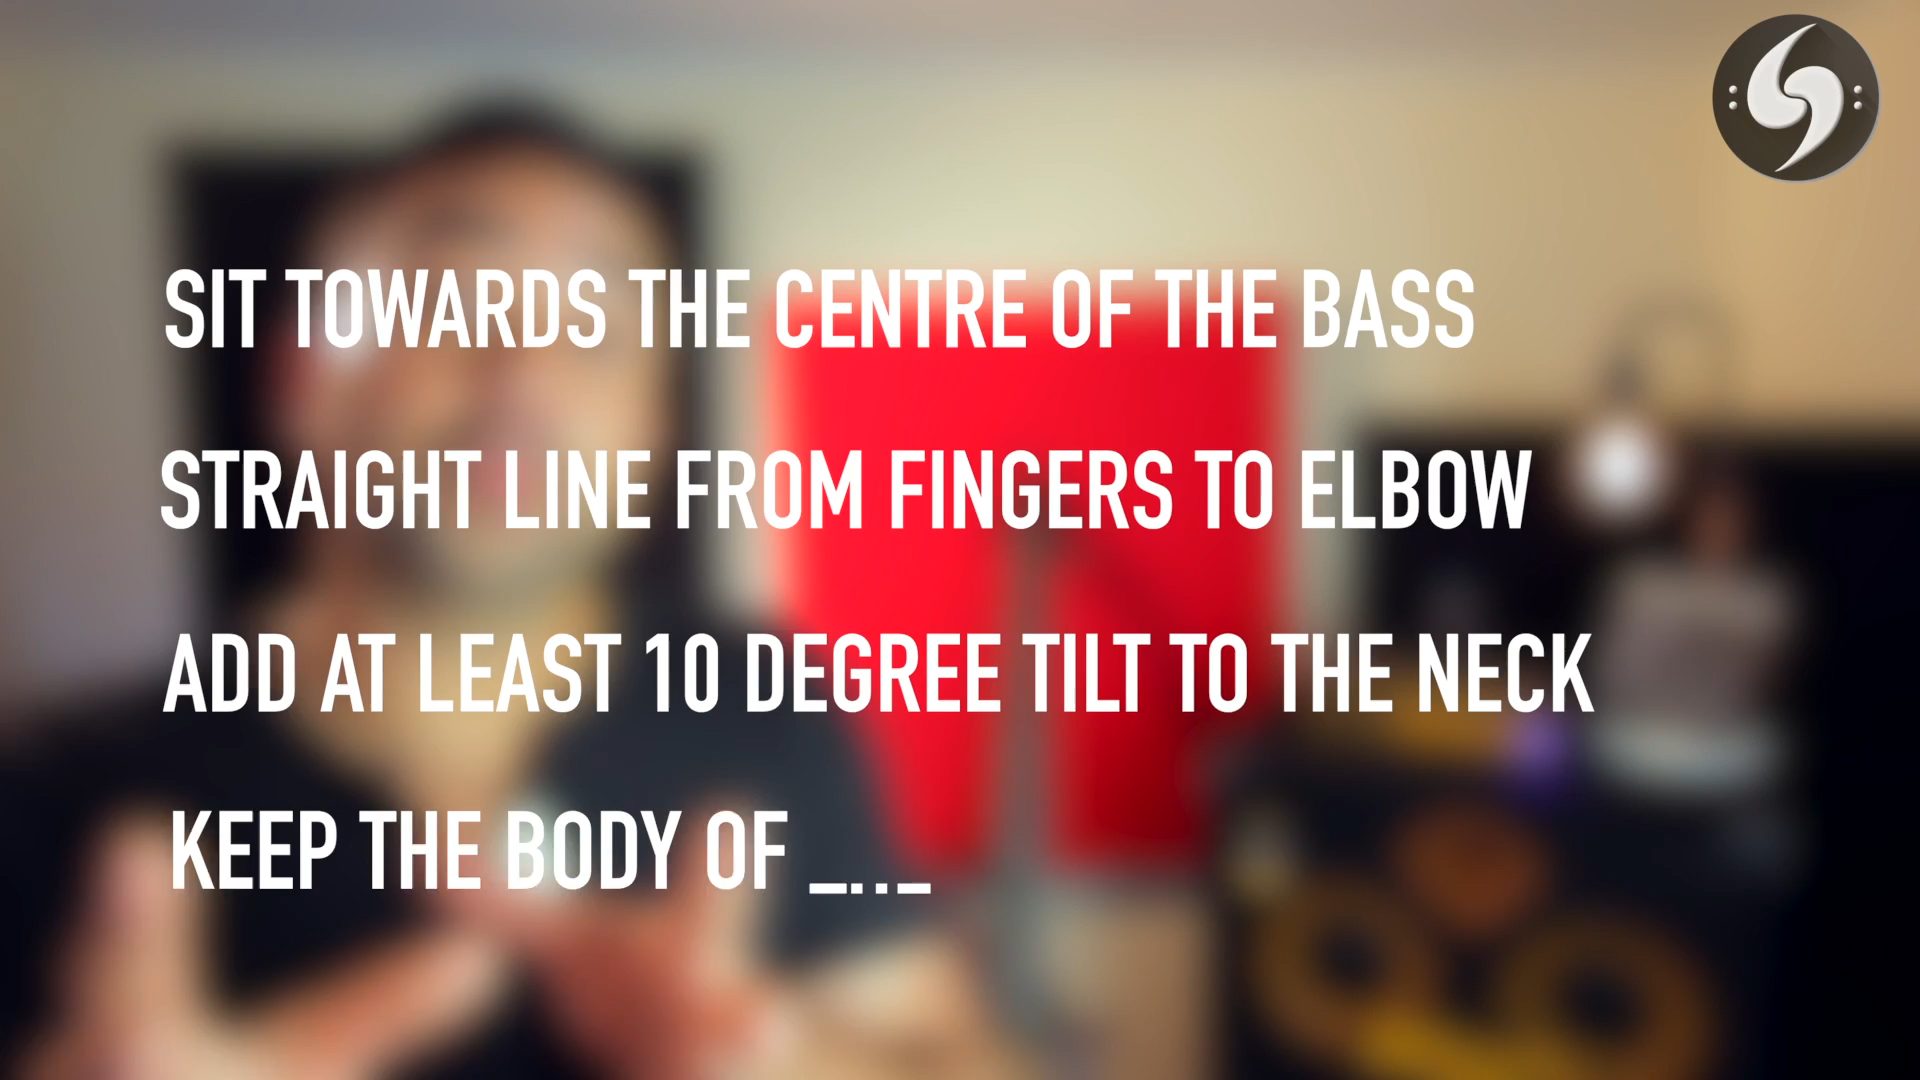 SIT TOWARDS THE CENTRE OF THE BASS
STRAIGHT LINE FROM FINGERS TO ELBOW
ADD AT LEAST 10 DEGREE TILT TO THE NECK
KEEP THE BODY OF